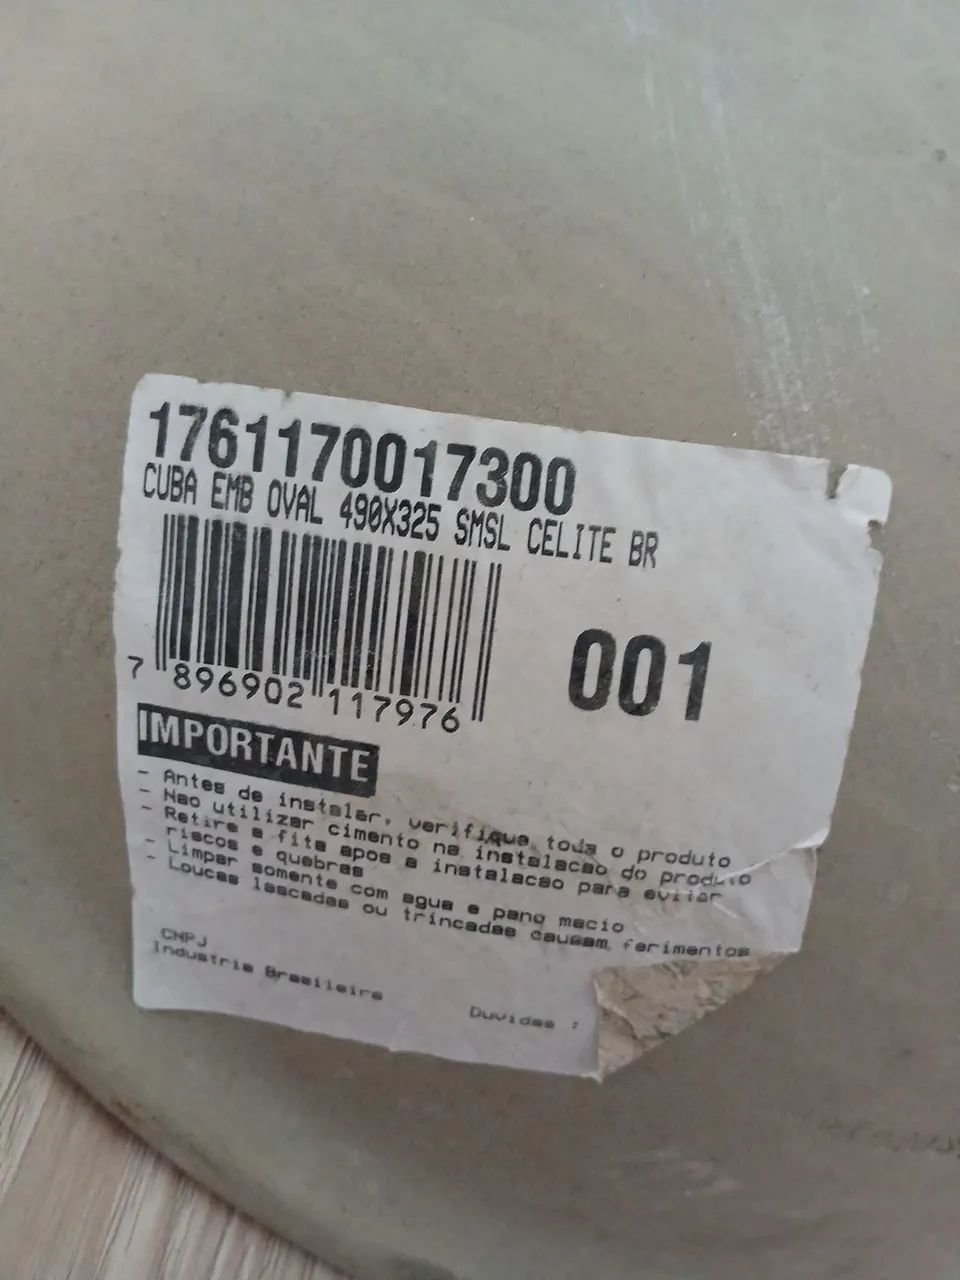 1761170017300
CUBA EMB OVAL 490X325 SMSL CELITE BR
7 896902 117976
001
IMPORTANTE
- Antes de instalar, verifique todo o produto
- Nao utilizar cimento na instalacao do produto
- Retire a fita apos a instalacao para evitar
riscos e quebras
- Limpar somente com agua e pano macio
- Loucas lascadas ou trincadas causam ferimentos
CNPJ
Industria Brasileira
Duvidas :